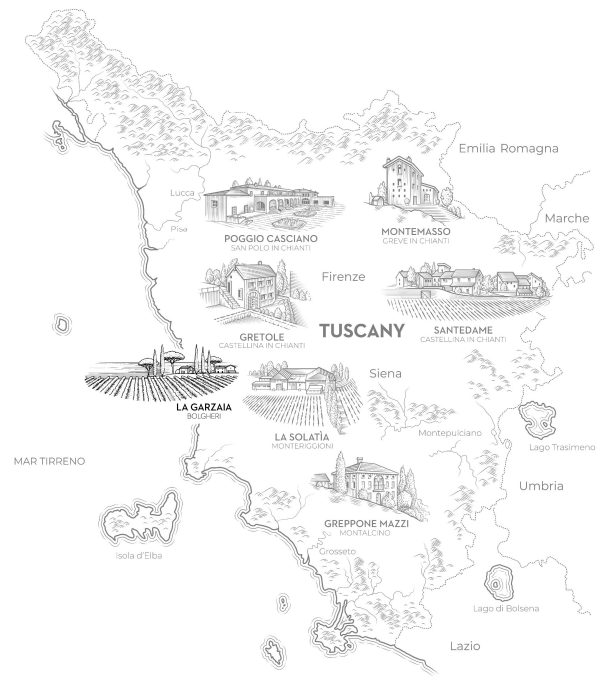 Emilia Romagna
Lucca
Marche
Pisa
POGGIO CASCIANO
SAN POLO IN CHIANTI
MONTEMASSO
GREVE IN CHIANTI
Firenze
GRETOLE
CASTELLINA IN CHIANTI
TUSCANY
SANTEDAME
CASTELLINA IN CHIANTI
Siena
LA GARZAIA
BOLGHERI
LA SOLATÌA
MONTERIGGIONI
Montepulciano
Lago Trasimeno
MAR TIRRENO
Umbria
GREPPONE MAZZI
MONTALCINO
Isola d'Elba
Grosseto
Lago di Bolsena
Lazio